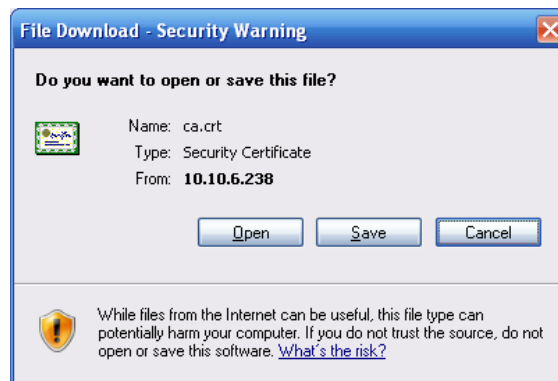 File Download - Security Warning
Do you want to open or save this file?
Name: ca.crt
Type: Security Certificate
From: 10.10.6.238
Open Save Cancel
While files from the Internet can be useful, this file type can
potentially harm your computer. If you do not trust the source, do not
open or save this software. What's the risk?